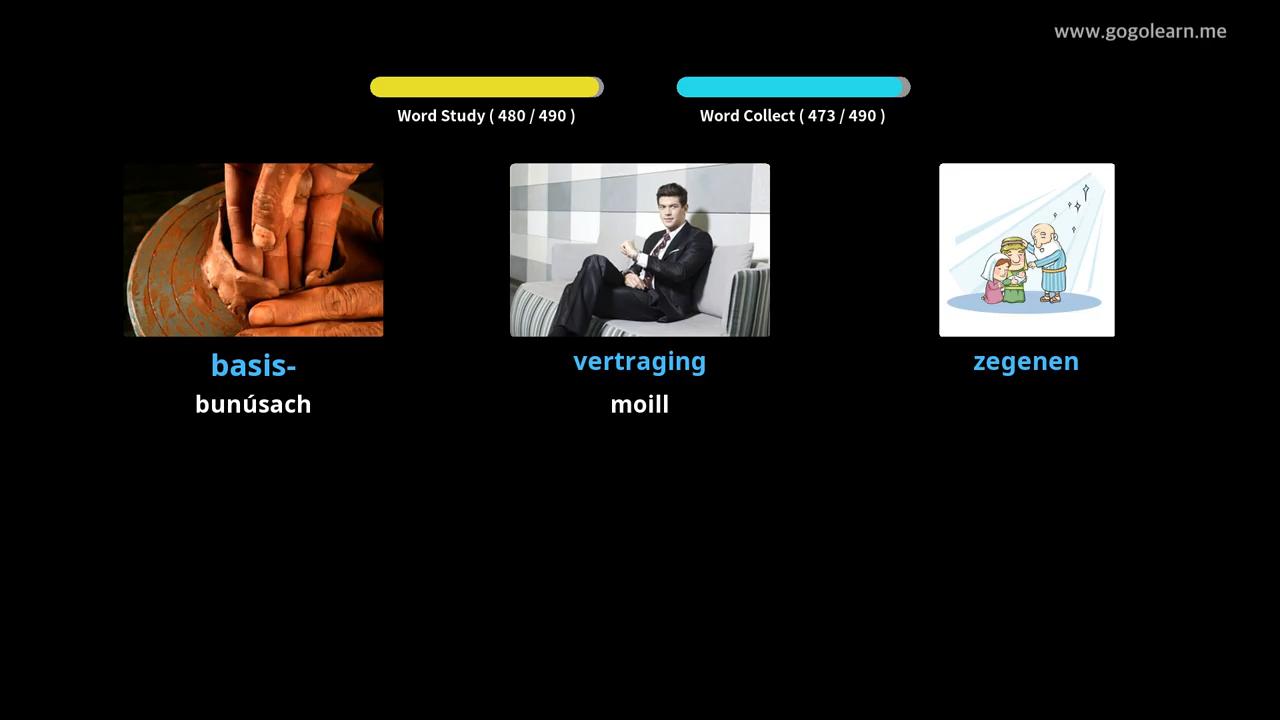 www.gogolearn.me
Word Study ( 480 / 490 )
Word Collect ( 473 / 490 )
basis-
vertraging
zegenen
bunúsach
moill